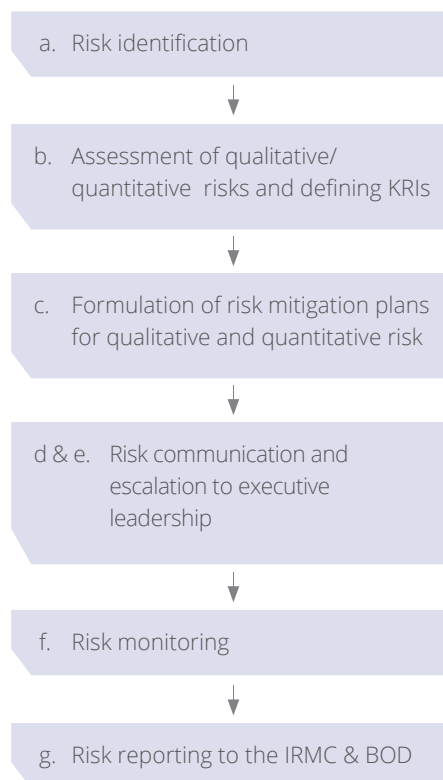 a. Risk identification
b. Assessment of qualitative/
quantitative risks and defining KRIs
c. Formulation of risk mitigation plans
for qualitative and quantitative risk
d & e. Risk communication and
escalation to executive
leadership
f. Risk monitoring
g. Risk reporting to the IRMC & BOD